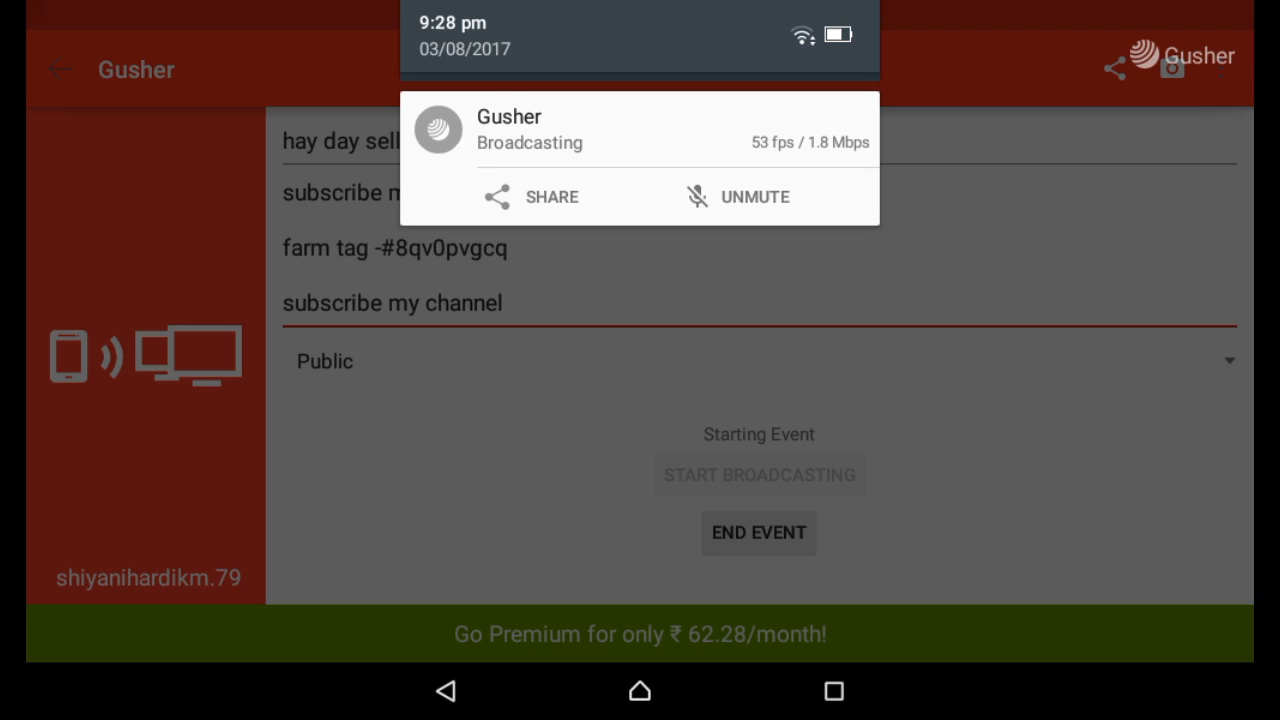 9:28 pm
03/08/2017
Gusher
Gusher
Gusher
Broadcasting
53 fps / 1.8 Mbps
SHARE
UNMUTE
hay day sell
subscribe
farm tag -#8qv0pvgcq
subscribe my channel
Public
Starting Event
START BROADCASTING
END EVENT
shiyanihardikm.79
Go Premium for only ₹ 62.28/month!